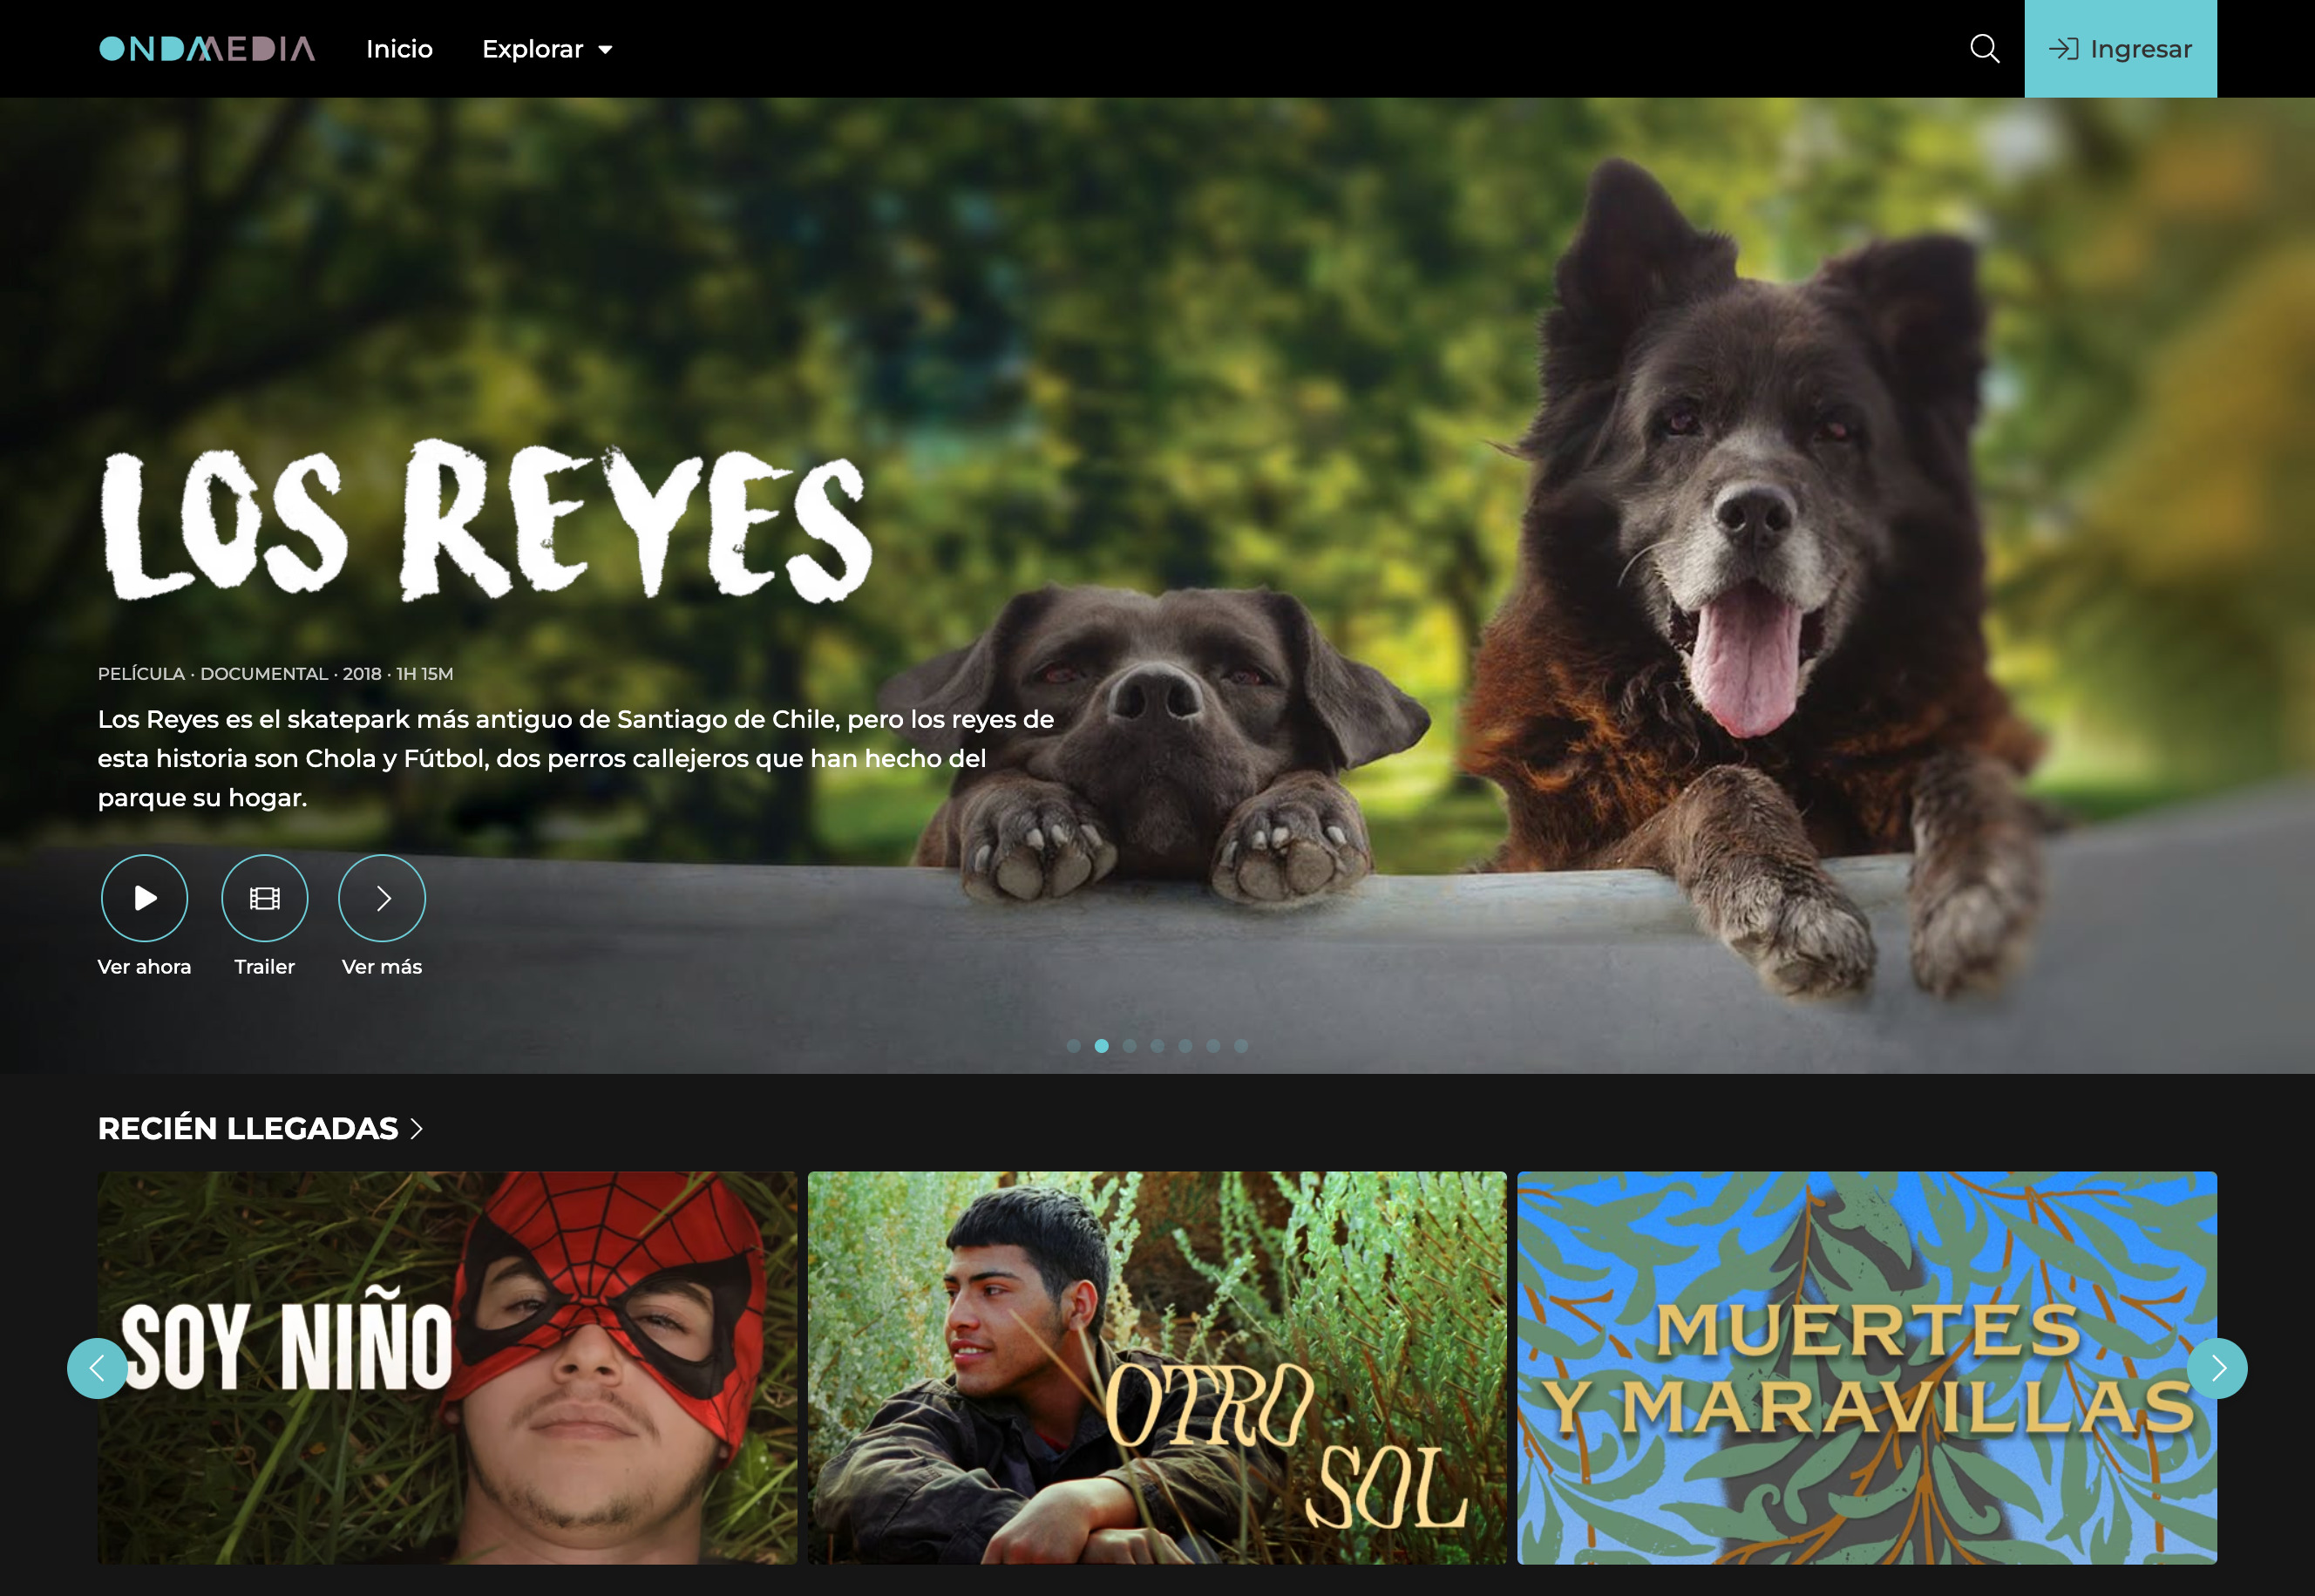 ONDAMEDIA
Inicio
Explorar
Ingresar
LOS REYES
PELÍCULA · DOCUMENTAL · 2018 · 1H 15M
Los Reyes es el skatepark más antiguo de Santiago de Chile, pero los reyes de
esta historia son Chola y Fútbol, dos perros callejeros que han hecho del
parque su hogar.
Ver ahora
Trailer
Ver más
RECIÉN LLEGADAS
SOY NIÑO
OTRO
SOL
MUERTES
Y MARAVILLAS